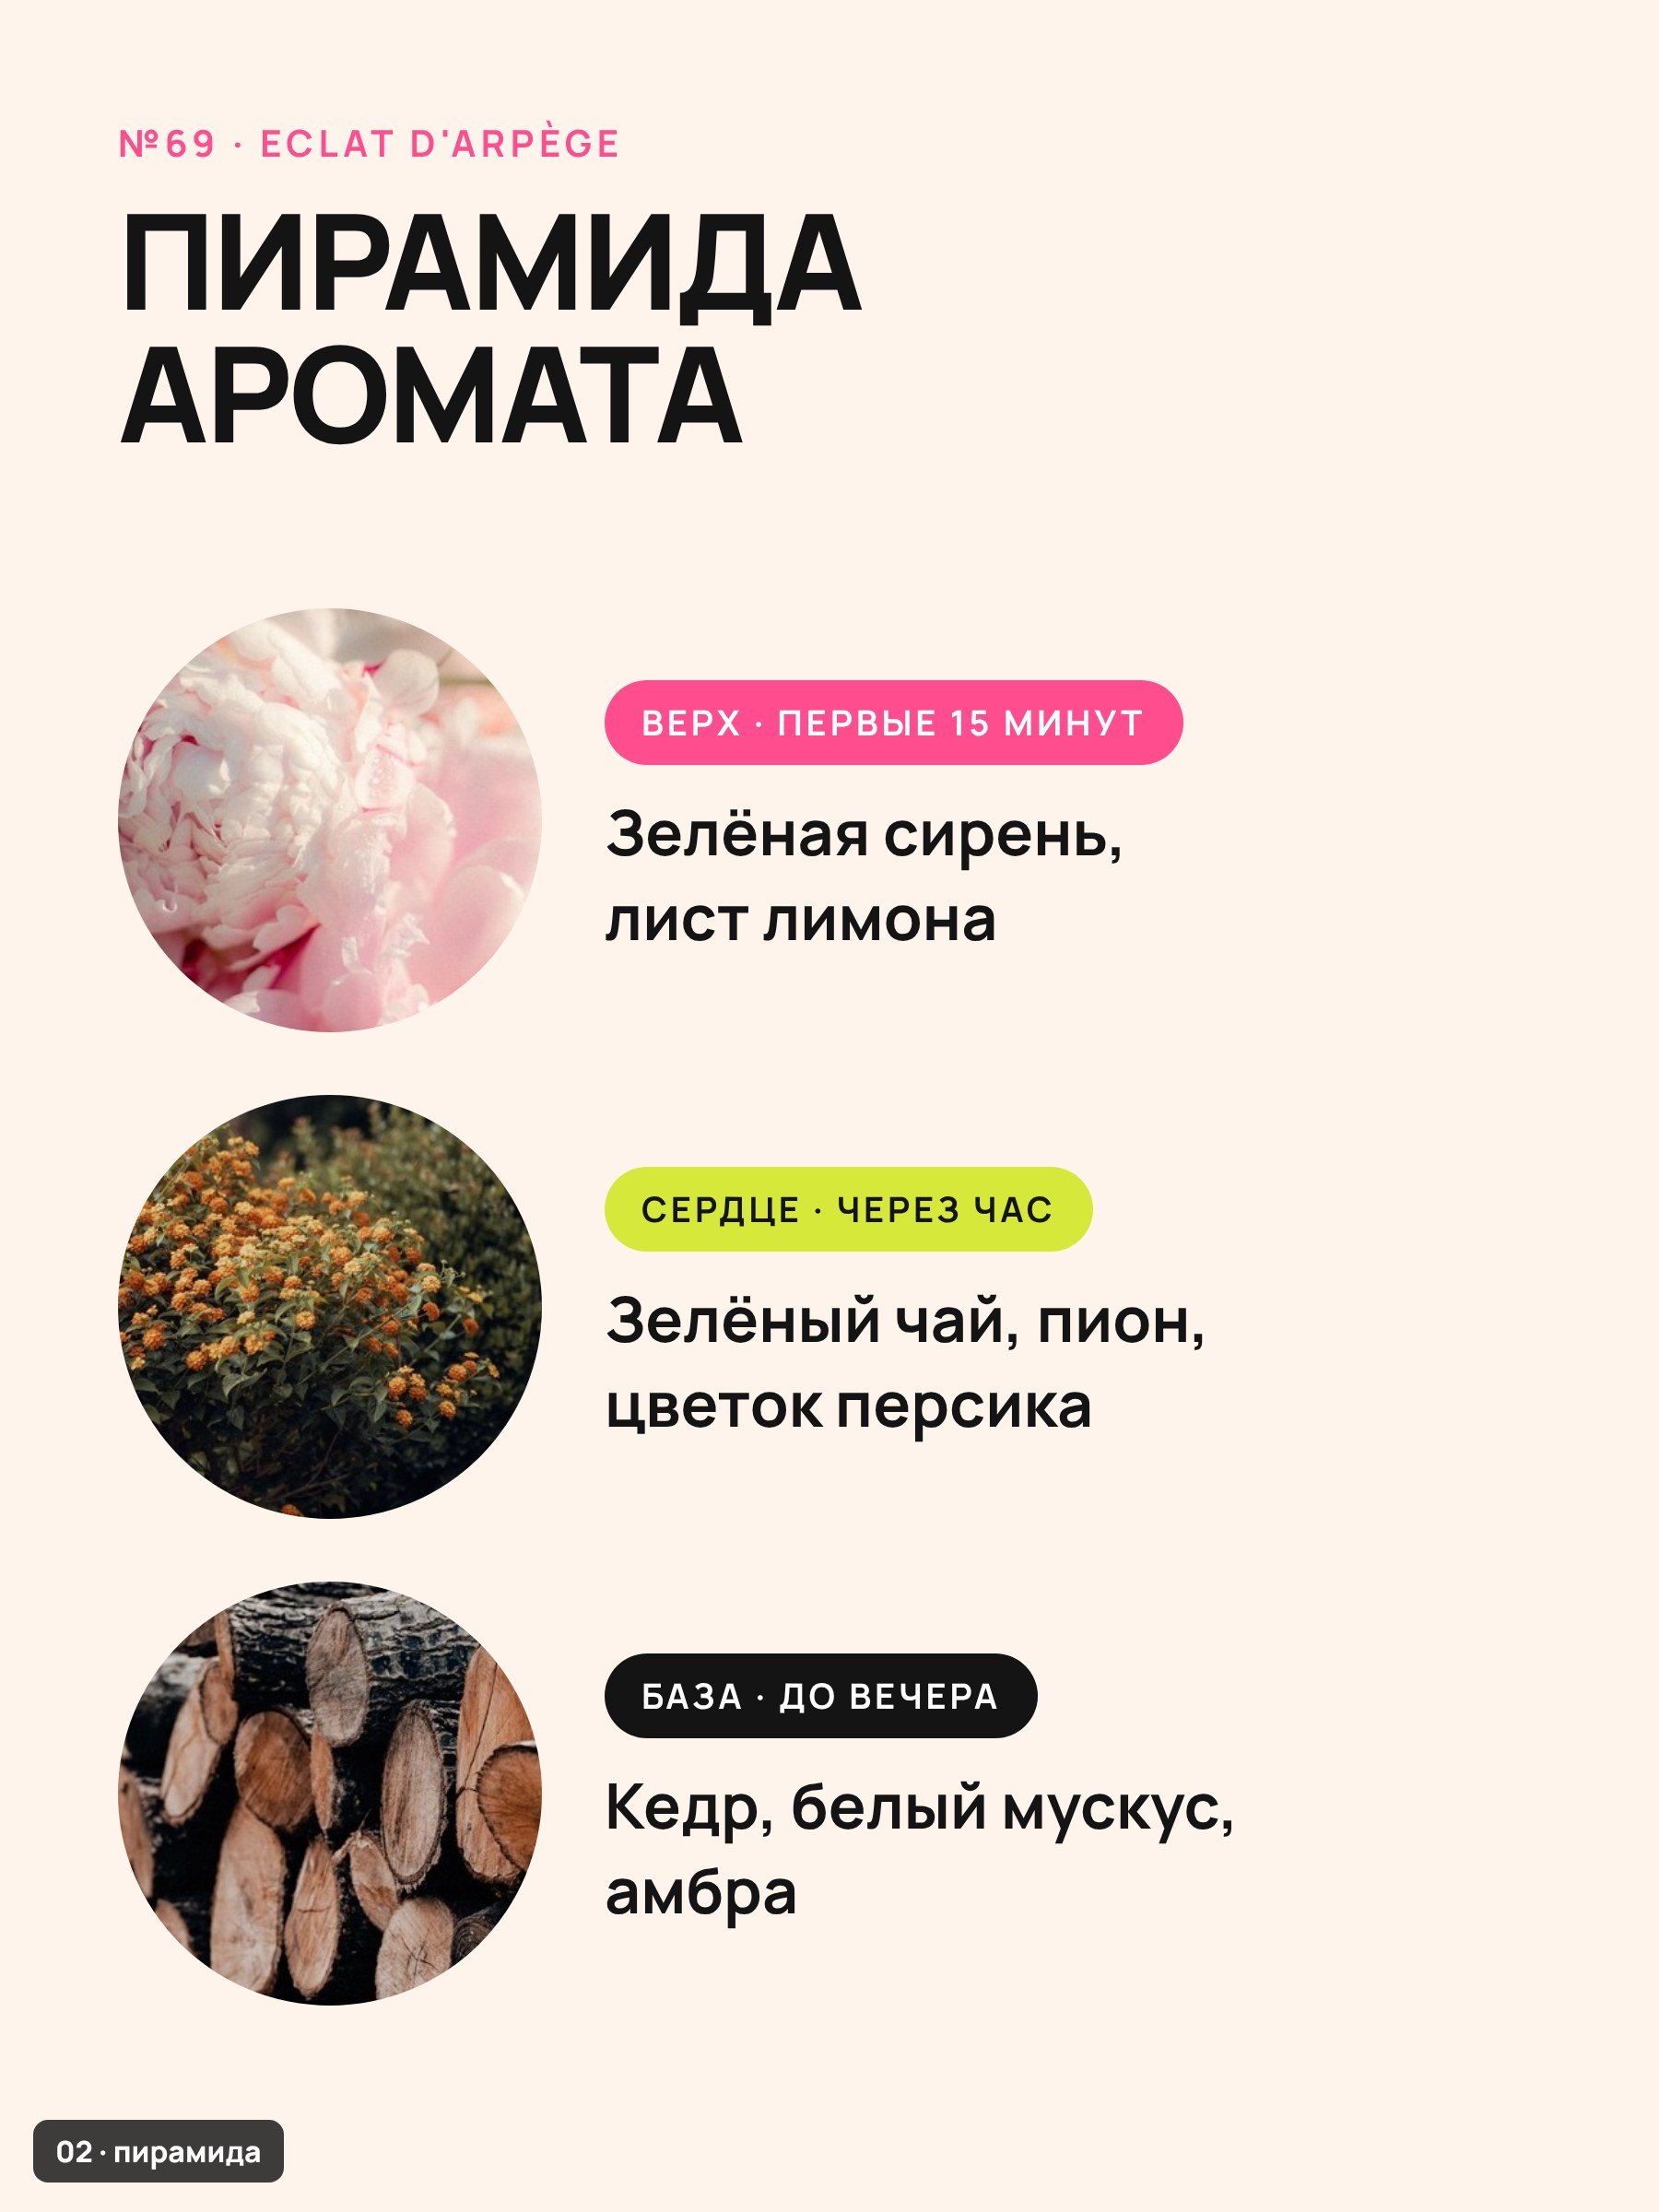 №69 · ECLAT D'ARPÈGE
ПИРАМИДА
АРОМАТА
ВЕРХ · ПЕРВЫЕ 15 МИНУТ
Зелёная сирень,
лист лимона
СЕРДЦЕ · ЧЕРЕЗ ЧАС
Зелёный чай, пион,
цветок персика
БАЗА · ДО ВЕЧЕРА
Кедр, белый мускус,
амбра
02 · пирамида